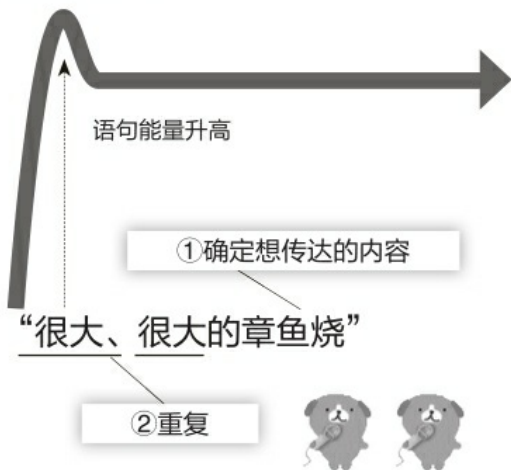 语句能量升高
①确定想传达的内容
“很大、很大的章鱼烧”
②重复